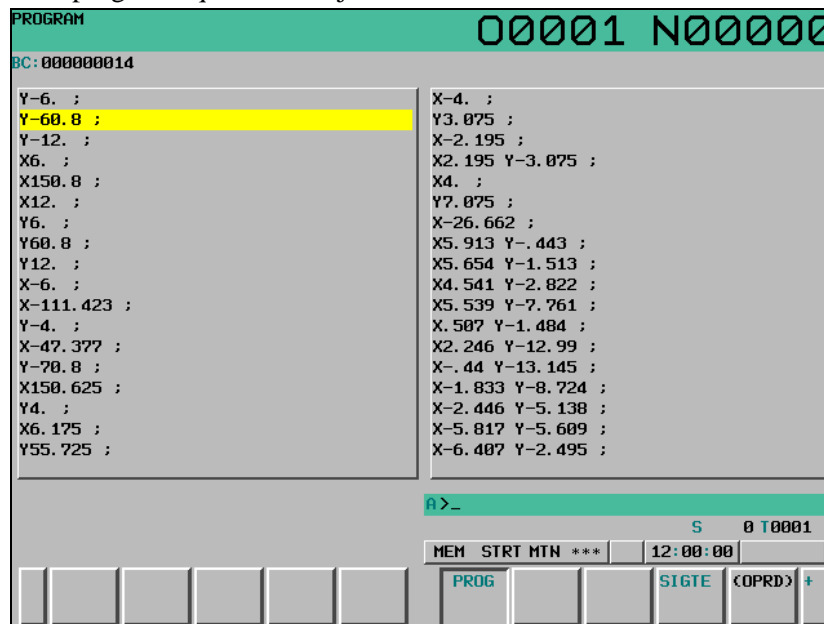 PROGRAM
O0001 N00000
BC:000000014
Y-6. ;
Y-60.8 ;
Y-12. ;
X6. ;
X150.8 ;
X12. ;
Y6. ;
Y60.8 ;
Y12. ;
X-6. ;
X-111.423 ;
Y-4. ;
X-47.377 ;
Y-70.8 ;
X150.625 ;
Y4. ;
X6.175 ;
Y55.725 ;
X-4. ;
Y3.075 ;
X-2.195 ;
X2.195 Y-3.075 ;
X4. ;
Y7.075 ;
X-26.662 ;
X5.913 Y-.443 ;
X5.654 Y-1.513 ;
X4.541 Y-2.822 ;
X5.539 Y-7.761 ;
X.507 Y-1.484 ;
X2.246 Y-12.99 ;
X-.44 Y-13.145 ;
X-1.833 Y-8.724 ;
X-2.446 Y-5.138 ;
X-5.817 Y-5.609 ;
X-6.407 Y-2.495 ;
A>_
S 0 T0001
MEM STRT MTN *** 12:00:00
PROG SIGTE (OPRD) +